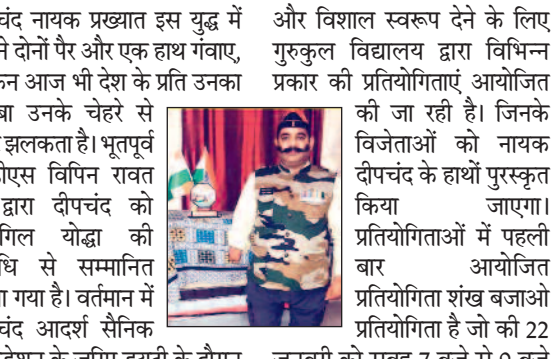 चंद नायक प्रख्यात इस युद्ध में
दोनों पैर और एक हाथ गंवाए,
आज भी देश के प्रति उनका
उनके चेहरे से
झलकता है। भूतपूर्व
विपिन रावत
द्वारा दीपचंद को
योद्धा की
से सम्मानित
गया है। वर्तमान में
चंद आदर्श सैनिक
और विशाल स्वरूप देने के लिए
गुरुकुल विद्यालय द्वारा विभिन्न
प्रकार की प्रतियोगिताएं आयोजित
की जा रही है। जिनके
विजेताओं को नायक
दीपचंद के हाथों पुरस्कृत
किया जाएगा।
प्रतियोगिताओं में पहली
बार आयोजित
प्रतियोगिता शंख बजाओ
प्रतियोगिता है जो की 22